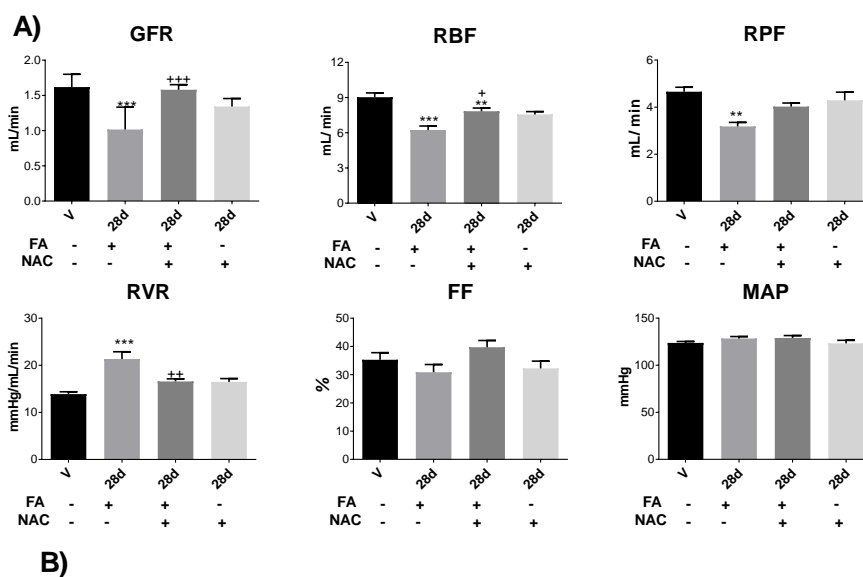 A)
GFR
2.0
1.5
1.0
0.5
0.0
mL/min
***
+++
V 28d 28d 28d
FA - + + -
NAC - - + +
RBF
9
6
3
0
mL/ min
***
+
**
V 28d 28d 28d
FA - + + -
NAC - - + +
RPF
6
4
2
0
mL/ min
**
V 28d 28d 28d
FA - + + -
NAC - - + +
RVR
30
20
10
0
mmHg/mL/min
***
++
V 28d 28d 28d
FA - + + -
NAC - - + +
FF
50
40
30
20
10
0
%
V 28d 28d 28d
FA - + + -
NAC - - + +
MAP
150
100
50
0
mmHg
V 28d 28d 28d
FA - + + -
NAC - - + +
B)